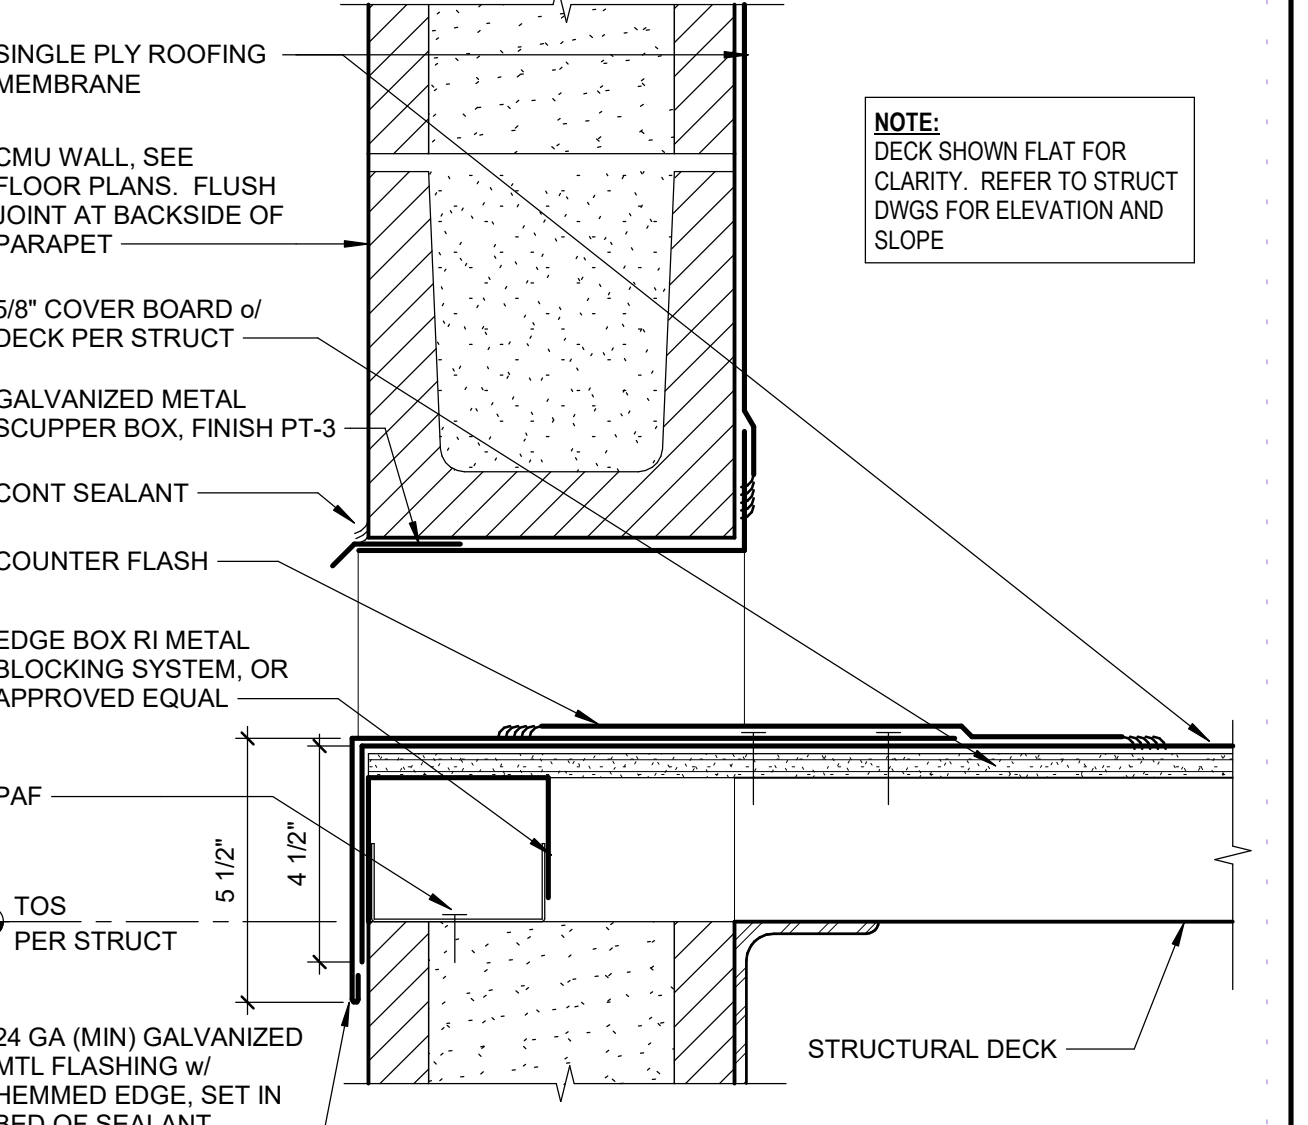 SINGLE PLY ROOFING
MEMBRANE
CMU WALL, SEE
FLOOR PLANS. FLUSH
JOINT AT BACKSIDE OF
PARAPET
5/8" COVER BOARD o/
DECK PER STRUCT
GALVANIZED METAL
SCUPPER BOX, FINISH PT-3
CONT SEALANT
COUNTER FLASH
EDGE BOX RI METAL
BLOCKING SYSTEM, OR
APPROVED EQUAL
PAF
5 1/2"
4 1/2"
TOS
PER STRUCT
24 GA (MIN) GALVANIZED
MTL FLASHING w/
HEMMED EDGE, SET IN
BED OF SEALANT
NOTE:
DECK SHOWN FLAT FOR
CLARITY. REFER TO STRUCT
DWGS FOR ELEVATION AND
SLOPE
STRUCTURAL DECK